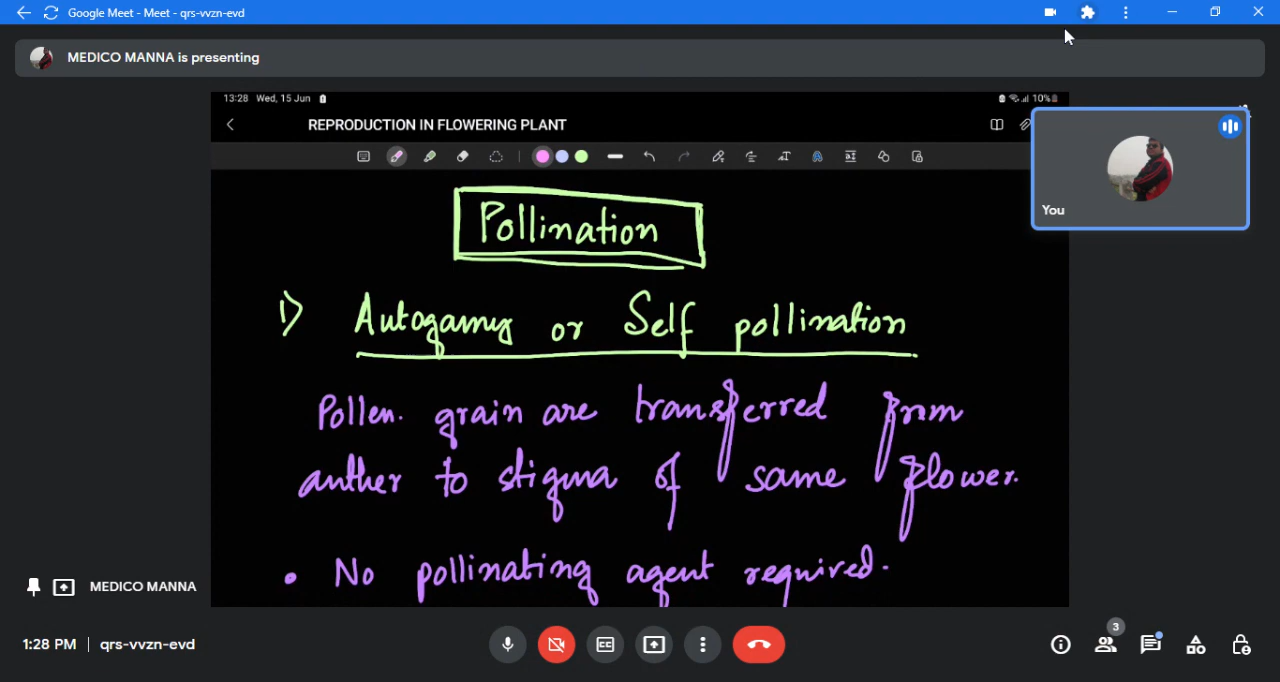 Google Meet - Meet - qrs-vvzn-evd
MEDICO MANNA is presenting
13:28 Wed, 15 Jun
10%
REPRODUCTION IN FLOWERING PLANT
You
Pollination
1) Autogamy or Self pollination
Pollen. grain are transferred from
anther to stigma of same flower.
• No pollinating agent required.
MEDICO MANNA
1:28 PM | qrs-vvzn-evd
3